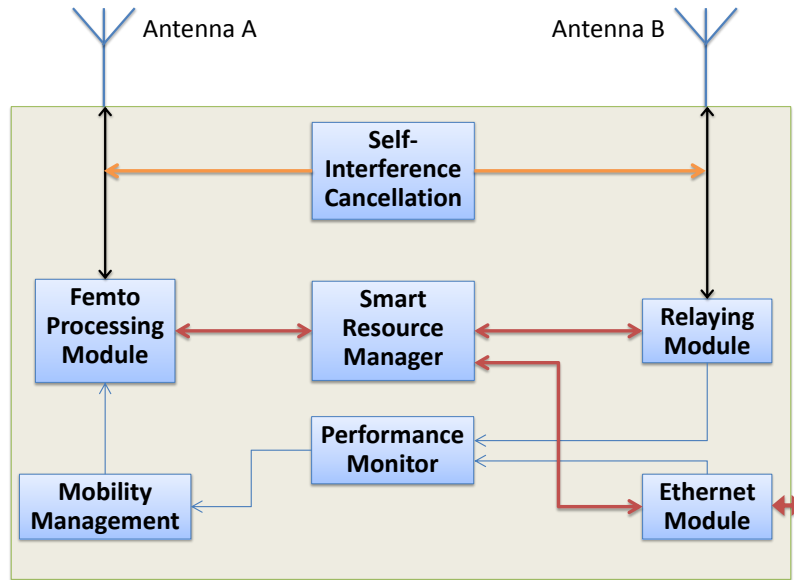 Antenna A
Antenna B
Self-
Interference
Cancellation
Femto
Processing
Module
Smart
Resource
Manager
Relaying
Module
Performance
Monitor
Mobility
Management
Ethernet
Module